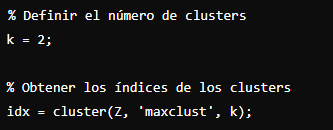 % Definir el número de clusters
k = 2;
% Obtener los índices de los clusters
idx = cluster(Z, 'maxclust', k);